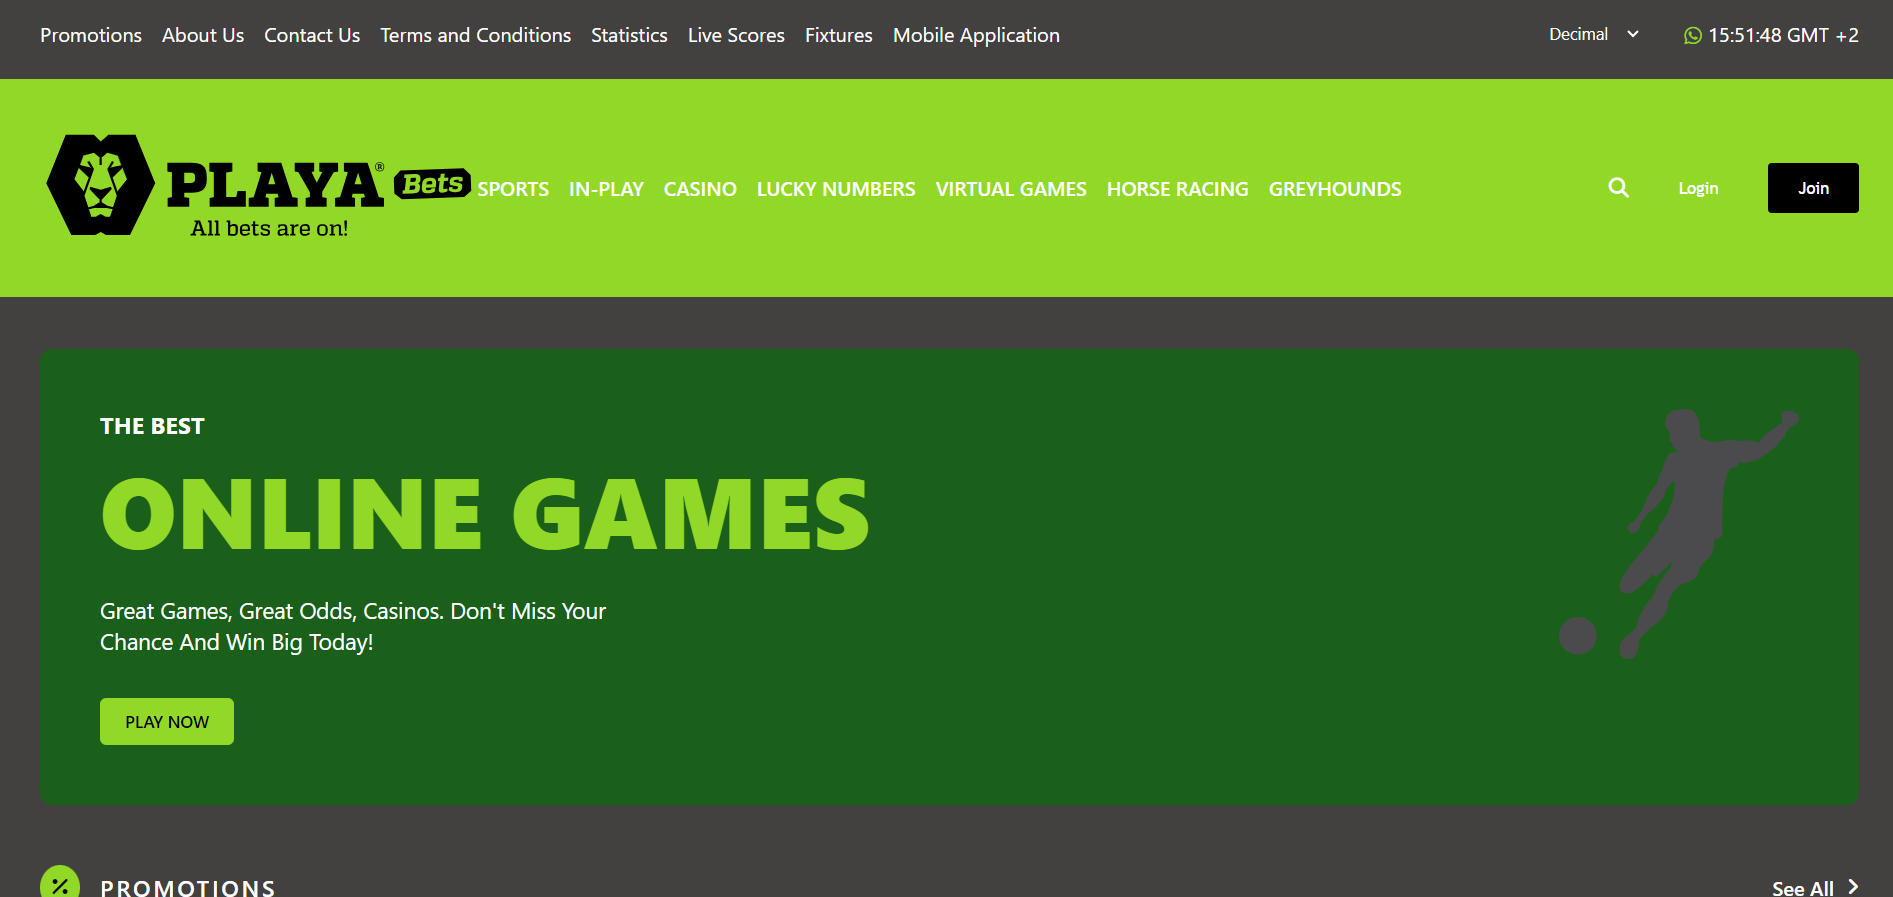 Promotions About Us Contact Us Terms and Conditions Statistics Live Scores Fixtures Mobile Application Decimal 15:51:48 GMT +2
PLAYA® Bets
All bets are on!
SPORTS IN-PLAY CASINO LUCKY NUMBERS VIRTUAL GAMES HORSE RACING GREYHOUNDS Login Join
THE BEST
ONLINE GAMES
Great Games, Great Odds, Casinos. Don't Miss Your
Chance And Win Big Today!
PLAY NOW
PROMOTIONS See All